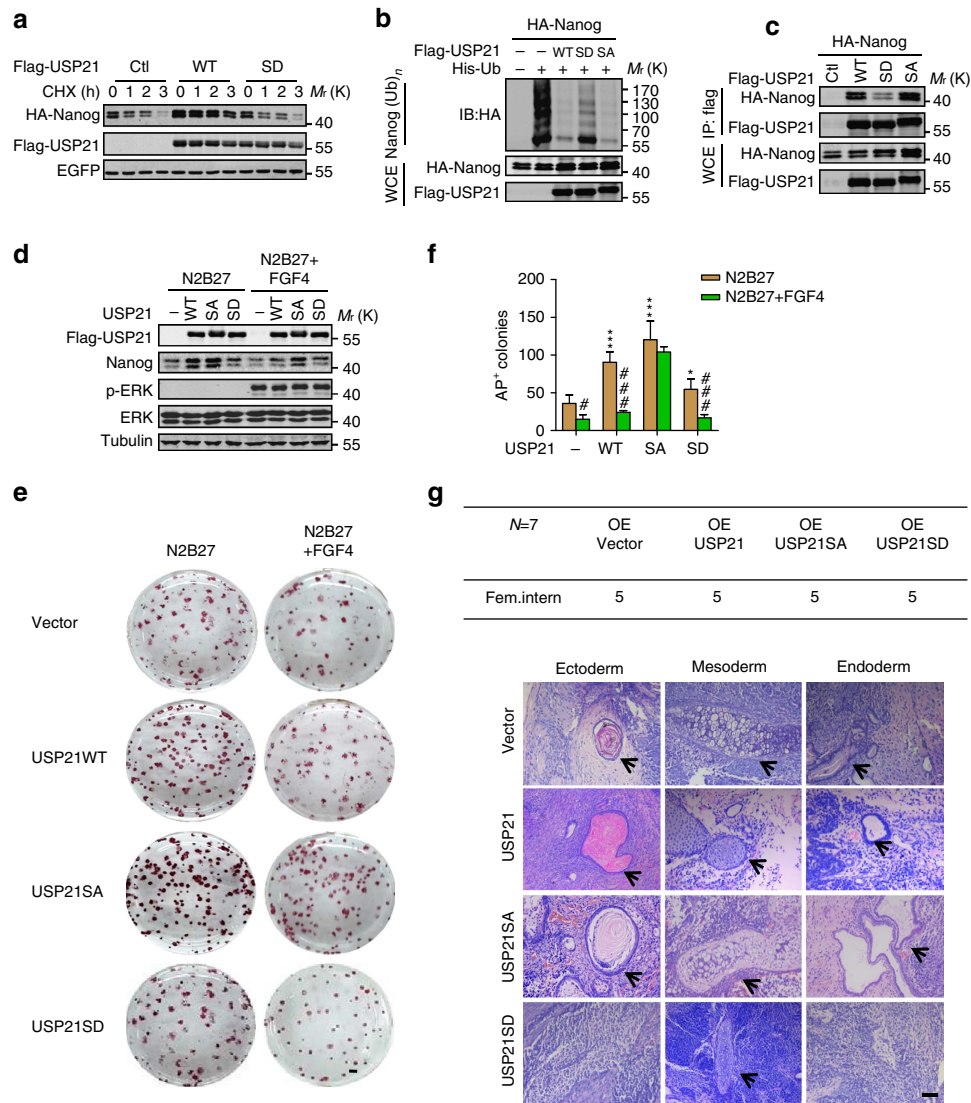 a
Flag-USP21 Ctl WT SD
CHX (h) 0 1 2 3 0 1 2 3 0 1 2 3 Mr (K)
HA-Nanog 40
Flag-USP21 55
EGFP
b
HA-Nanog
Flag-USP21 – – WT SD SA
His-Ub – + + + + Mr (K)
Nanog (Ub)n
IB:HA
170
130
100
70
55
WCE
HA-Nanog 40
Flag-USP21 55
c
HA-Nanog
Flag-USP21 Ctl WT SD SA Mr (K)
IP: flag
HA-Nanog 40
Flag-USP21 55
WCE
HA-Nanog 40
Flag-USP21 55
d
N2B27 N2B27+
FGF4
USP21 – WT SA SD – WT SA SD Mr (K)
Flag-USP21 55
Nanog 40
p-ERK 40
ERK 40
Tubulin 55
f
N2B27
N2B27+FGF4
AP+ colonies
200
150
100
50
0
# *** ### *** * ###
USP21 – WT SA SD
e
N2B27 N2B27
+FGF4
Vector
USP21WT
USP21SA
USP21SD
g
N=7 OE Vector OE USP21 OE USP21SA OE USP21SD
Fem.intern 5 5 5 5
Ectoderm Mesoderm Endoderm
Vector
USP21
USP21SA
USP21SD